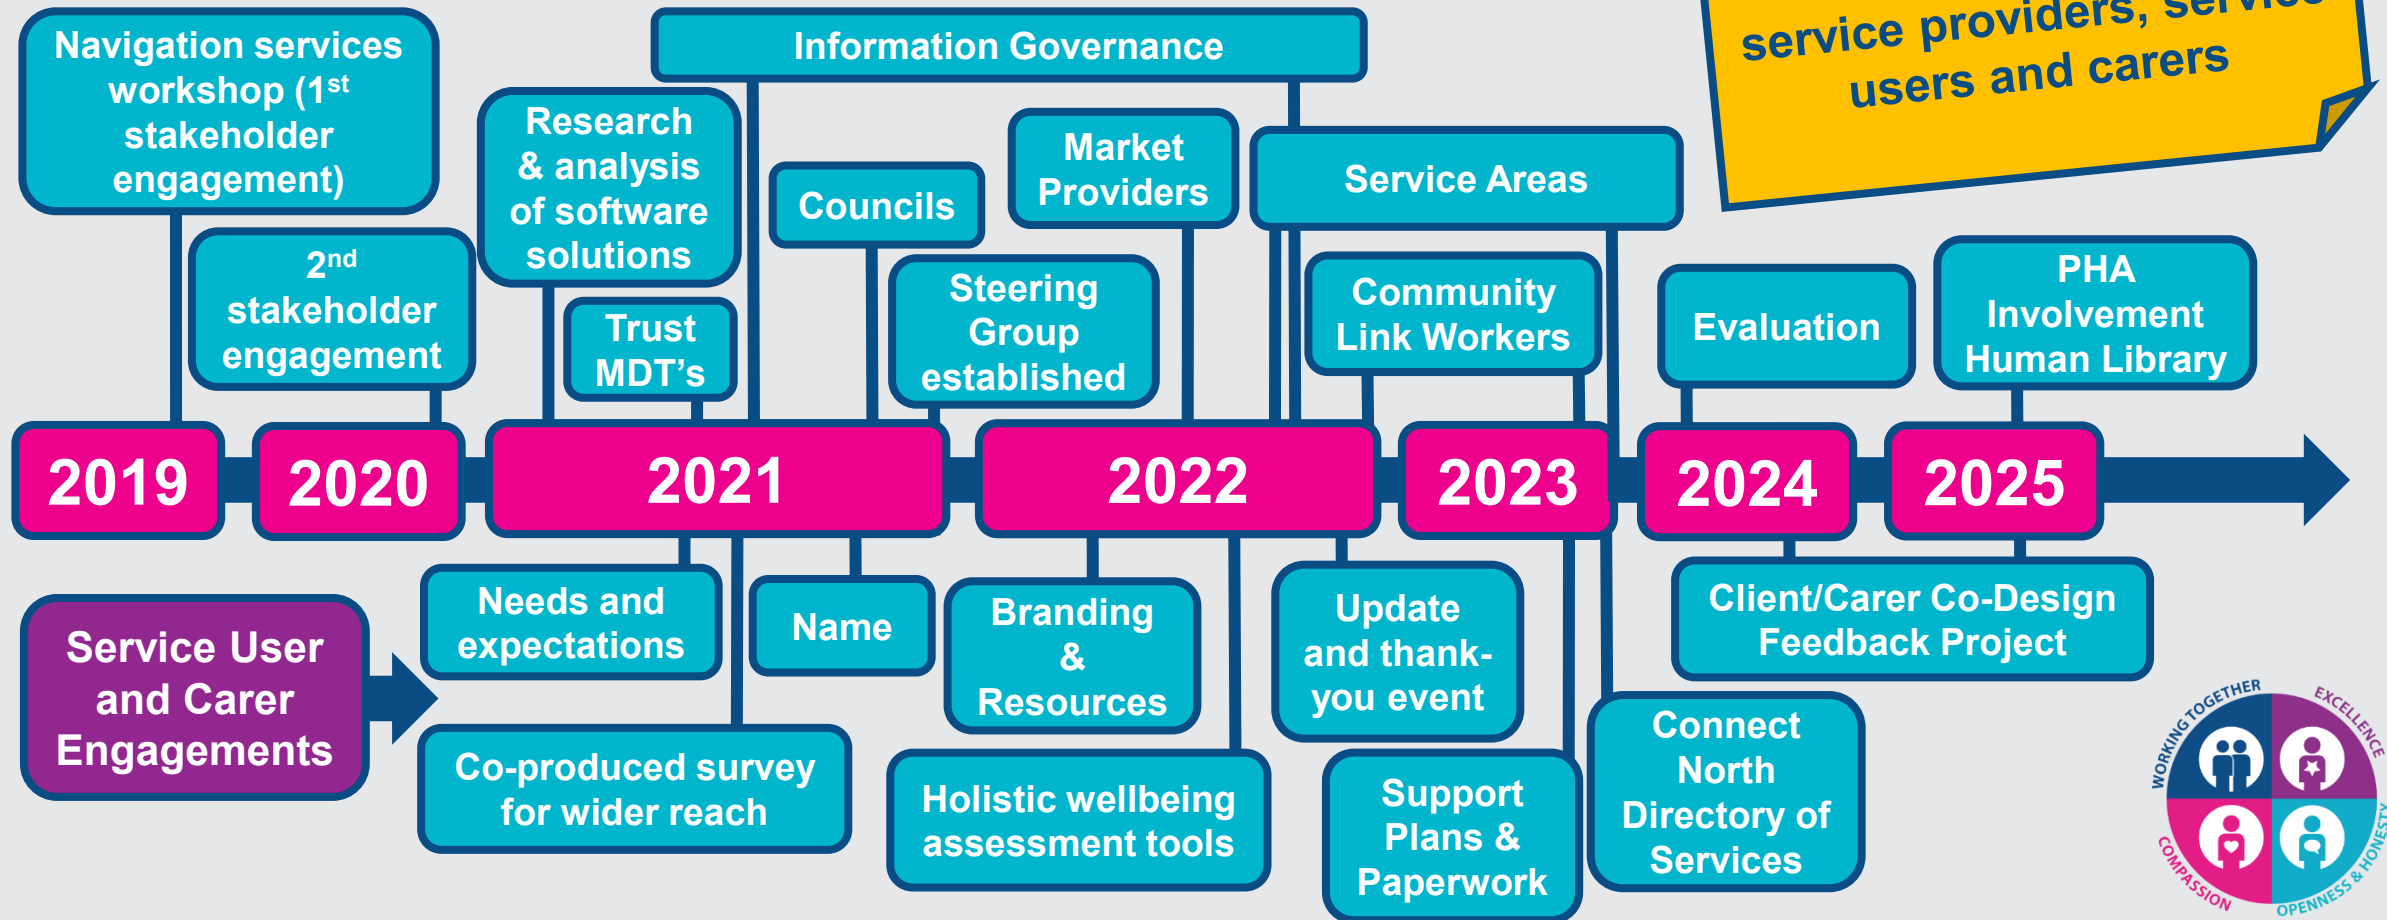 service providers, service
users and carers
Navigation services
workshop (1st
stakeholder
engagement)
Information Governance
Research
& analysis
of software
solutions
Market
Providers
Service Areas
Councils
2nd
stakeholder
engagement
Trust
MDT’s
Steering
Group
established
Community
Link Workers
Evaluation
PHA
Involvement
Human Library
2019
2020
2021
2022
2023
2024
2025
Service User
and Carer
Engagements
Needs and
expectations
Name
Branding
&
Resources
Update
and thank-
you event
Client/Carer Co-Design
Feedback Project
Co-produced survey
for wider reach
Holistic wellbeing
assessment tools
Support
Plans &
Paperwork
Connect
North
Directory of
Services
WORKING TOGETHER
EXCELLENCE
COMPASSION
OPENNESS & HONESTY